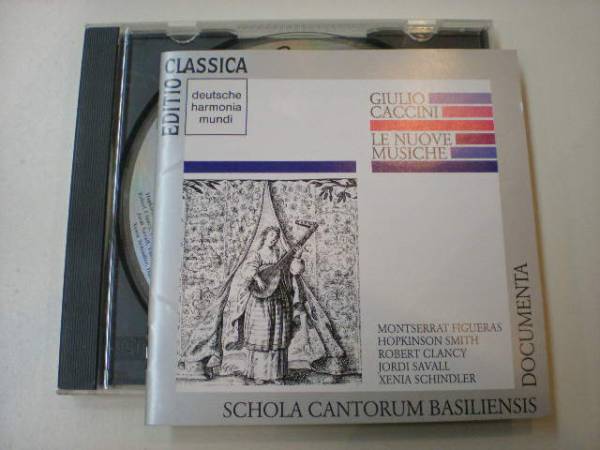 EDITIO CLASSICA
deutsche
harmonia
mundi
GIULIO
CACCINI
LE NUOVE
MUSICHE
MONTSERRAT FIGUERAS
HOPKINSON SMITH
ROBERT CLANCY
JORDI SAVALL
XENIA SCHINDLER
DOCUMENTA
SCHOLA CANTORUM BASILIENSIS